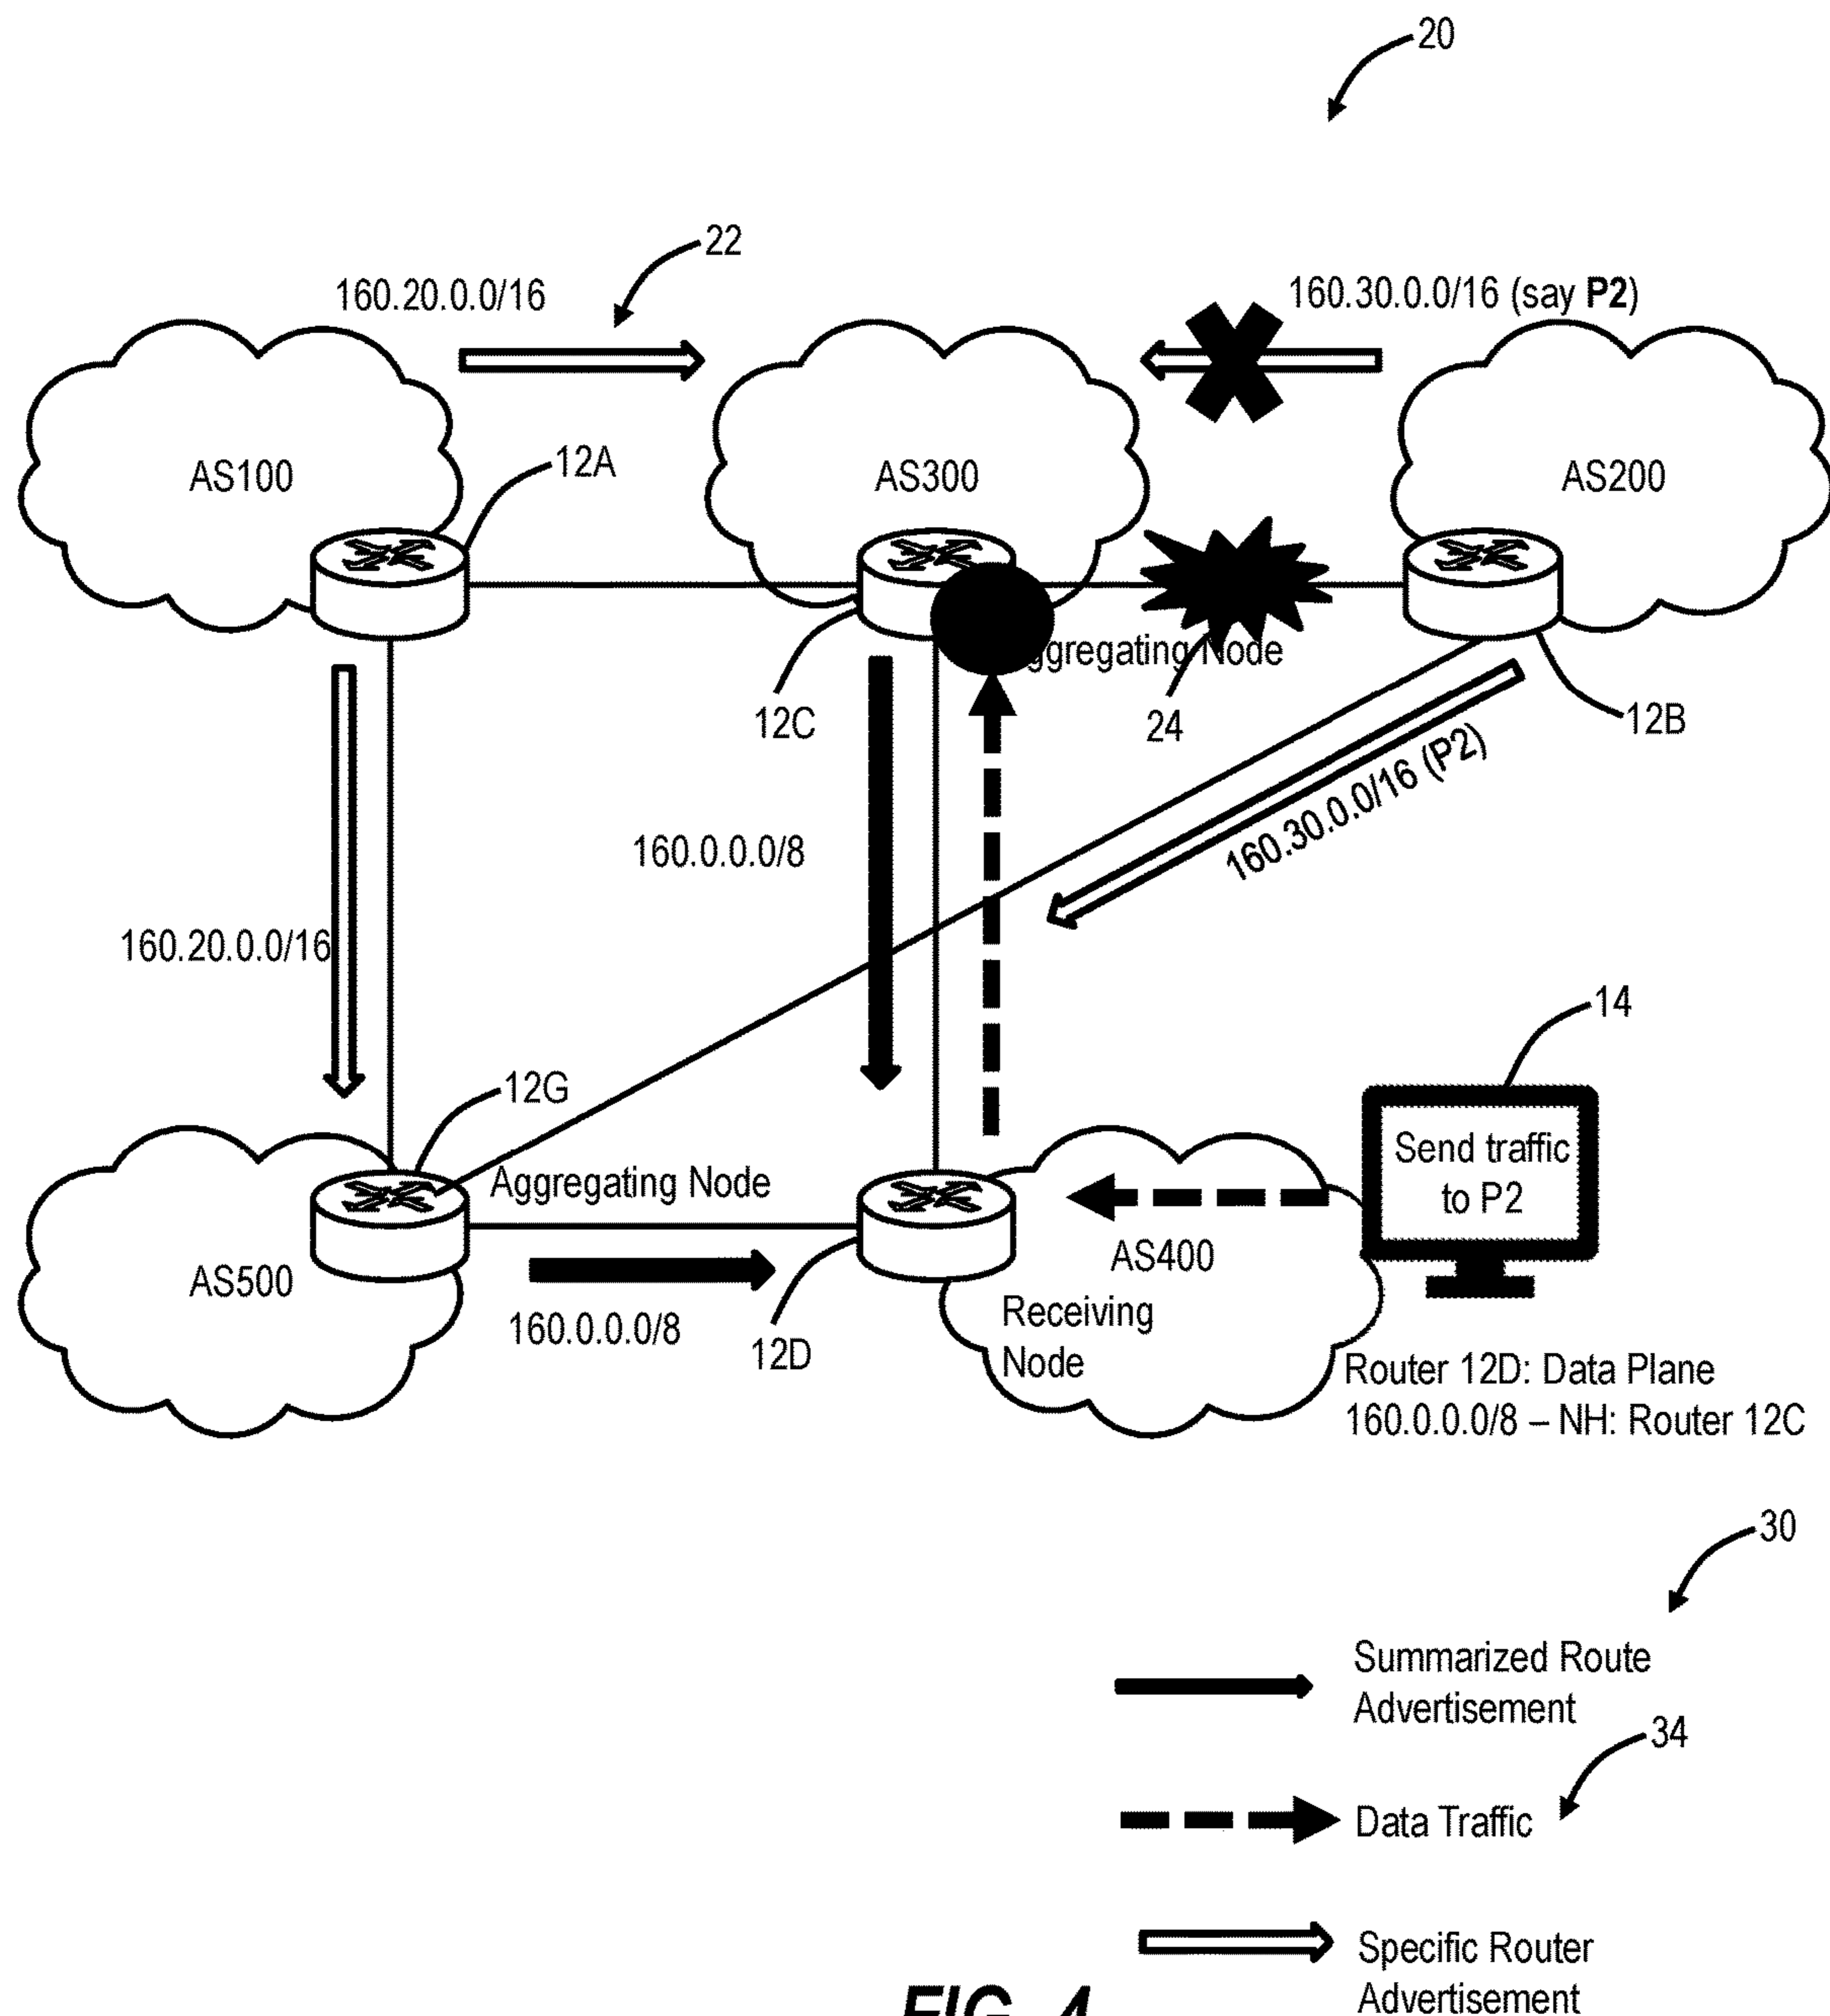 20
22
160.20.0.0/16
160.30.0.0/16 (say P2)
AS100
12A
AS300
AS200
ggregating Node
12C
24
12B
160.30.0.0/16 (P2)
160.0.0.0/8
160.20.0.0/16
14
12G
Send traffic
to P2
Aggregating Node
AS500
AS400
160.0.0.0/8
12D
Receiving
Node
Router 12D: Data Plane
160.0.0.0/8 – NH: Router 12C
30
Summarized Route
Advertisement
34
Data Traffic
Specific Router
Advertisement
FIG. 4